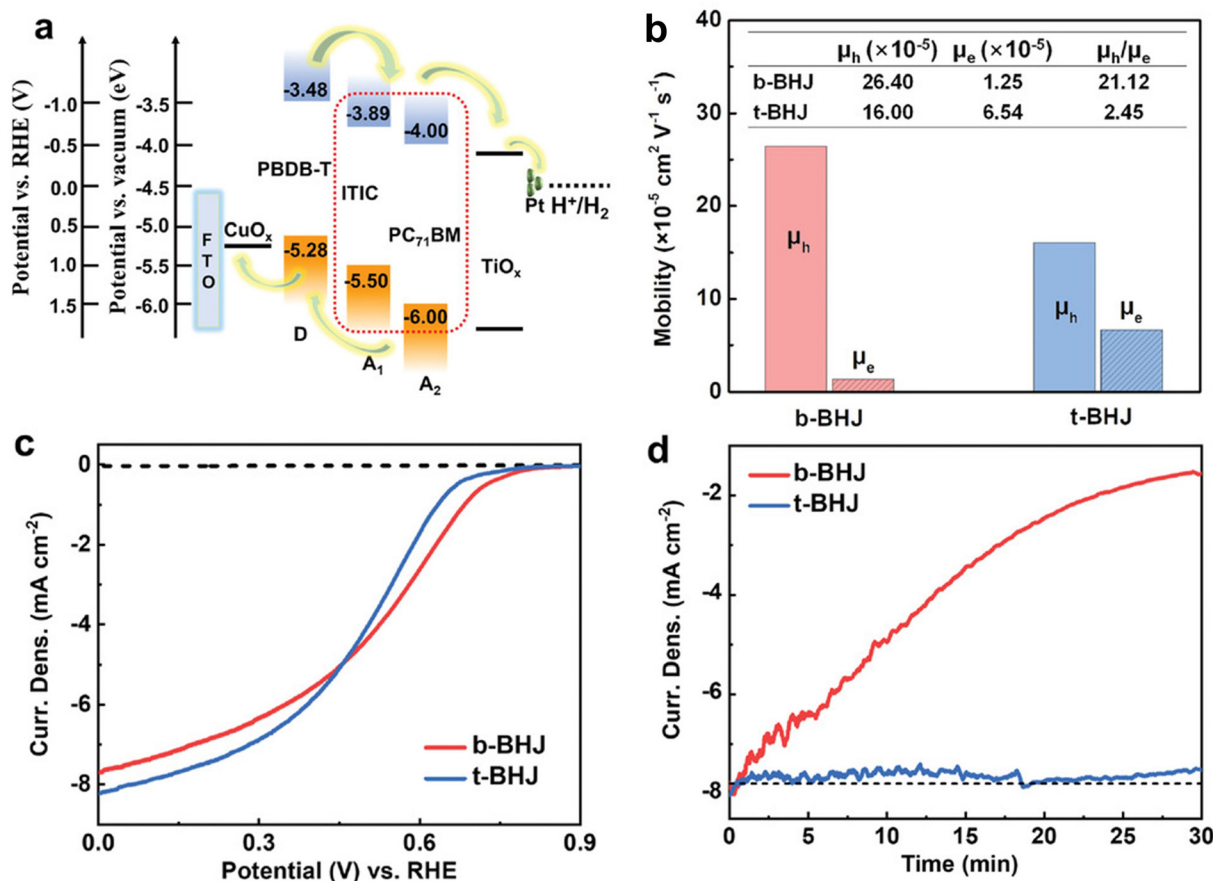 a
Potential vs. RHE (V)
-1.0
-0.5
0.0
0.5
1.0
1.5
Potential vs. vacuum (eV)
-3.5
-4.0
-4.5
-5.0
-5.5
-6.0
FTO
CuOₓ
PBDB-T
-3.48
-5.28
D
-3.89
ITIC
-5.50
A₁
-4.00
PC₇₁BM
-6.00
A₂
TiOₓ
Pt H⁺/H₂
b
μₕ (×10⁻⁵) μₑ (×10⁻⁵) μₕ/μₑ
b-BHJ 26.40 1.25 21.12
t-BHJ 16.00 6.54 2.45
Mobility (×10⁻⁵ cm² V⁻¹ s⁻¹)
40
30
20
10
0
μₕ
μₑ
μₕ
μₑ
b-BHJ t-BHJ
c
Curr. Dens. (mA cm⁻²)
0
-2
-4
-6
-8
b-BHJ
t-BHJ
0.0 0.3 0.6 0.9
Potential (V) vs. RHE
d
b-BHJ
t-BHJ
Curr. Dens. (mA cm⁻²)
-2
-4
-6
-8
0 5 10 15 20 25 30
Time (min)